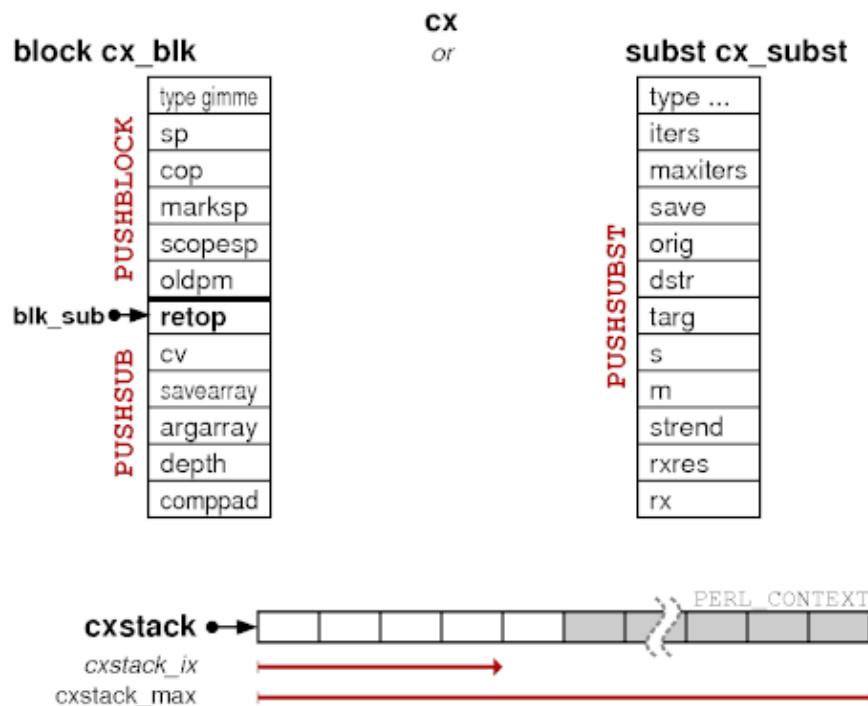 cx
or
block cx_blk
subst cx_subst
PUSHBLOCK
type gimme
sp
cop
marksp
scopesp
oldpm
blk_sub
retop
PUSHSUB
cv
savearray
argarray
depth
comppad
PUSHSUBST
type ...
iters
maxiters
save
orig
dstr
targ
s
m
strend
rxres
rx
PERL_CONTEXT
cxstack
cxstack_ix
cxstack_max